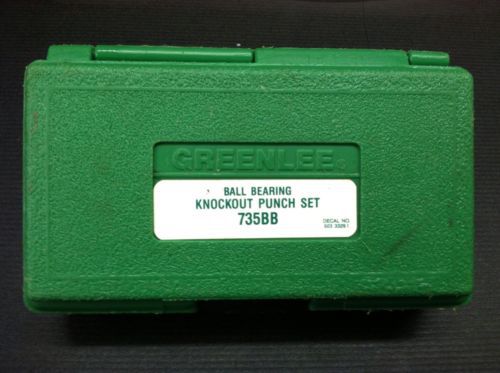 GREENLEE®
BALL BEARING
KNOCKOUT PUNCH SET
735BB
DECAL NO